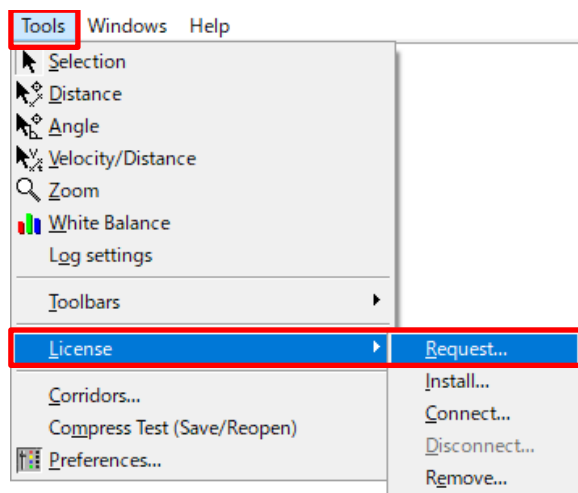 Tools Windows Help
Selection
Distance
Angle
Velocity/Distance
Zoom
White Balance
Log settings
Toolbars
License
Request...
Install...
Connect...
Disconnect...
Remove...
Corridors...
Compress Test (Save/Reopen)
Preferences...